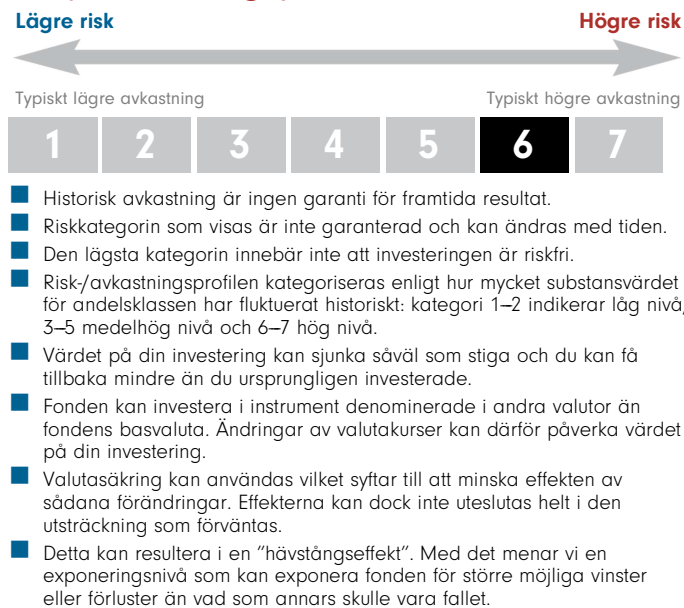 Lägre risk Högre risk
Typiskt lägre avkastning Typiskt högre avkastning
1 2 3 4 5 6 7
Historisk avkastning är ingen garanti för framtida resultat.
Riskkategorin som visas är inte garanterad och kan ändras med tiden.
Den lägsta kategorin innebär inte att investeringen är riskfri.
Risk-/avkastningsprofilen kategoriseras enligt hur mycket substansvärdet
för andelsklassen har fluktuerat historiskt: kategori 1–2 indikerar låg nivå,
3–5 medelhög nivå och 6–7 hög nivå.
Värdet på din investering kan sjunka såväl som stiga och du kan få
tillbaka mindre än du ursprungligen investerade.
Fonden kan investera i instrument denominerade i andra valutor än
fondens basvaluta. Ändringar av valutakurser kan därför påverka värdet
på din investering.
Valutasäkring kan användas vilket syftar till att minska effekten av
sådana förändringar. Effekterna kan dock inte uteslutas helt i den
utsträckning som förväntas.
Detta kan resultera i en ”hävstångseffekt”. Med det menar vi en
exponeringsnivå som kan exponera fonden för större möjliga vinster
eller förluster än vad som annars skulle vara fallet.